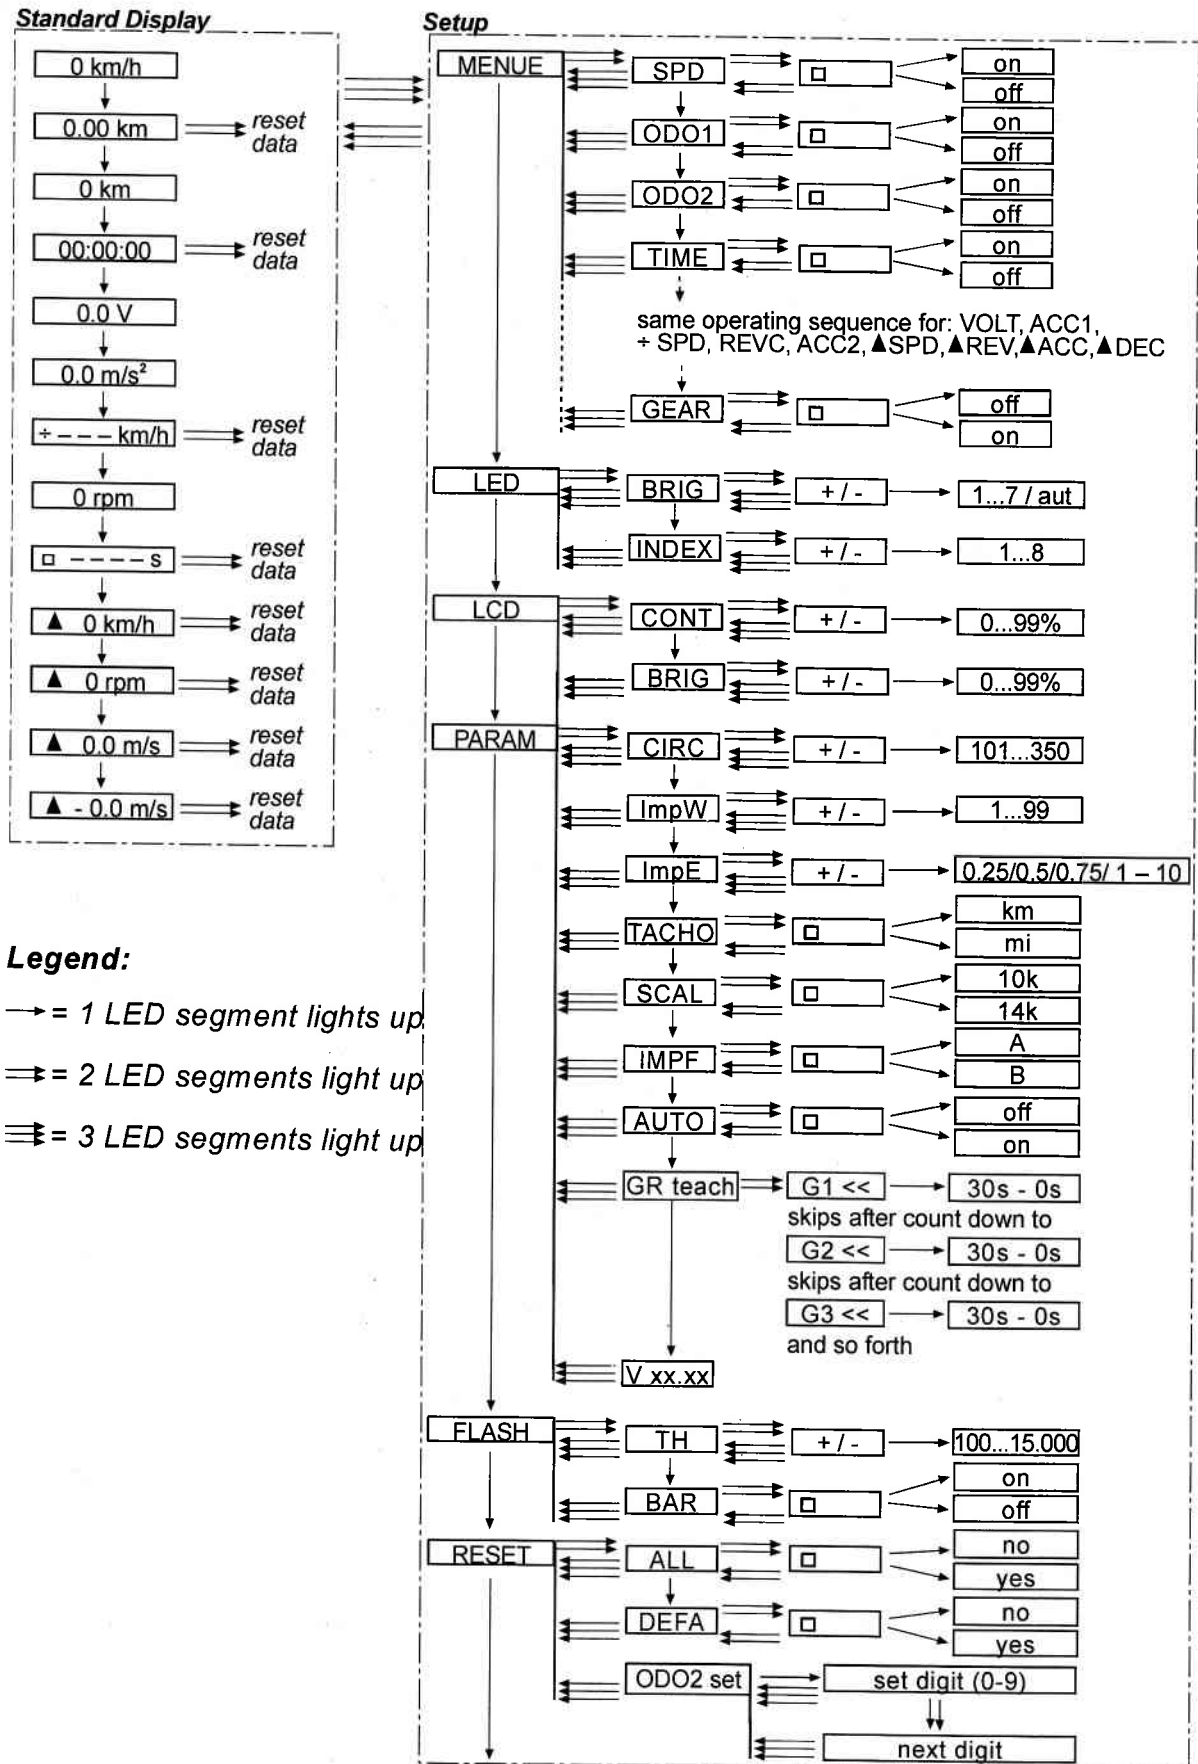 Standard Display
0 km/h
0.00 km
reset
data
0 km
00:00:00
reset
data
0.0 V
0.0 m/s²
÷ – – – km/h
reset
data
0 rpm
□ – – – – s
reset
data
▲ 0 km/h
reset
data
▲ 0 rpm
reset
data
▲ 0.0 m/s
reset
data
▲ - 0.0 m/s
reset
data
Legend:
= 1 LED segment lights up
= 2 LED segments light up
= 3 LED segments light up
Setup
MENUE
SPD
on
off
ODO1
on
off
ODO2
on
off
TIME
on
off
same operating sequence for: VOLT, ACC1,
÷ SPD, REVC, ACC2, ▲SPD,▲REV,▲ACC,▲DEC
GEAR
off
on
LED
BRIG
+ / -
1...7 / aut
INDEX
+ / -
1...8
LCD
CONT
+ / -
0...99%
BRIG
+ / -
0...99%
PARAM
CIRC
+ / -
101...350
ImpW
+ / -
1...99
ImpE
+ / -
0.25/0.5/0.75/ 1 – 10
TACHO
km
mi
SCAL
10k
14k
IMPF
A
B
AUTO
off
on
GR teach
G1 <<
30s - 0s
skips after count down to
G2 <<
30s - 0s
skips after count down to
G3 <<
30s - 0s
and so forth
V xx.xx
FLASH
TH
+ / -
100...15.000
BAR
on
off
RESET
ALL
no
yes
DEFA
no
yes
ODO2 set
set digit (0-9)
next digit